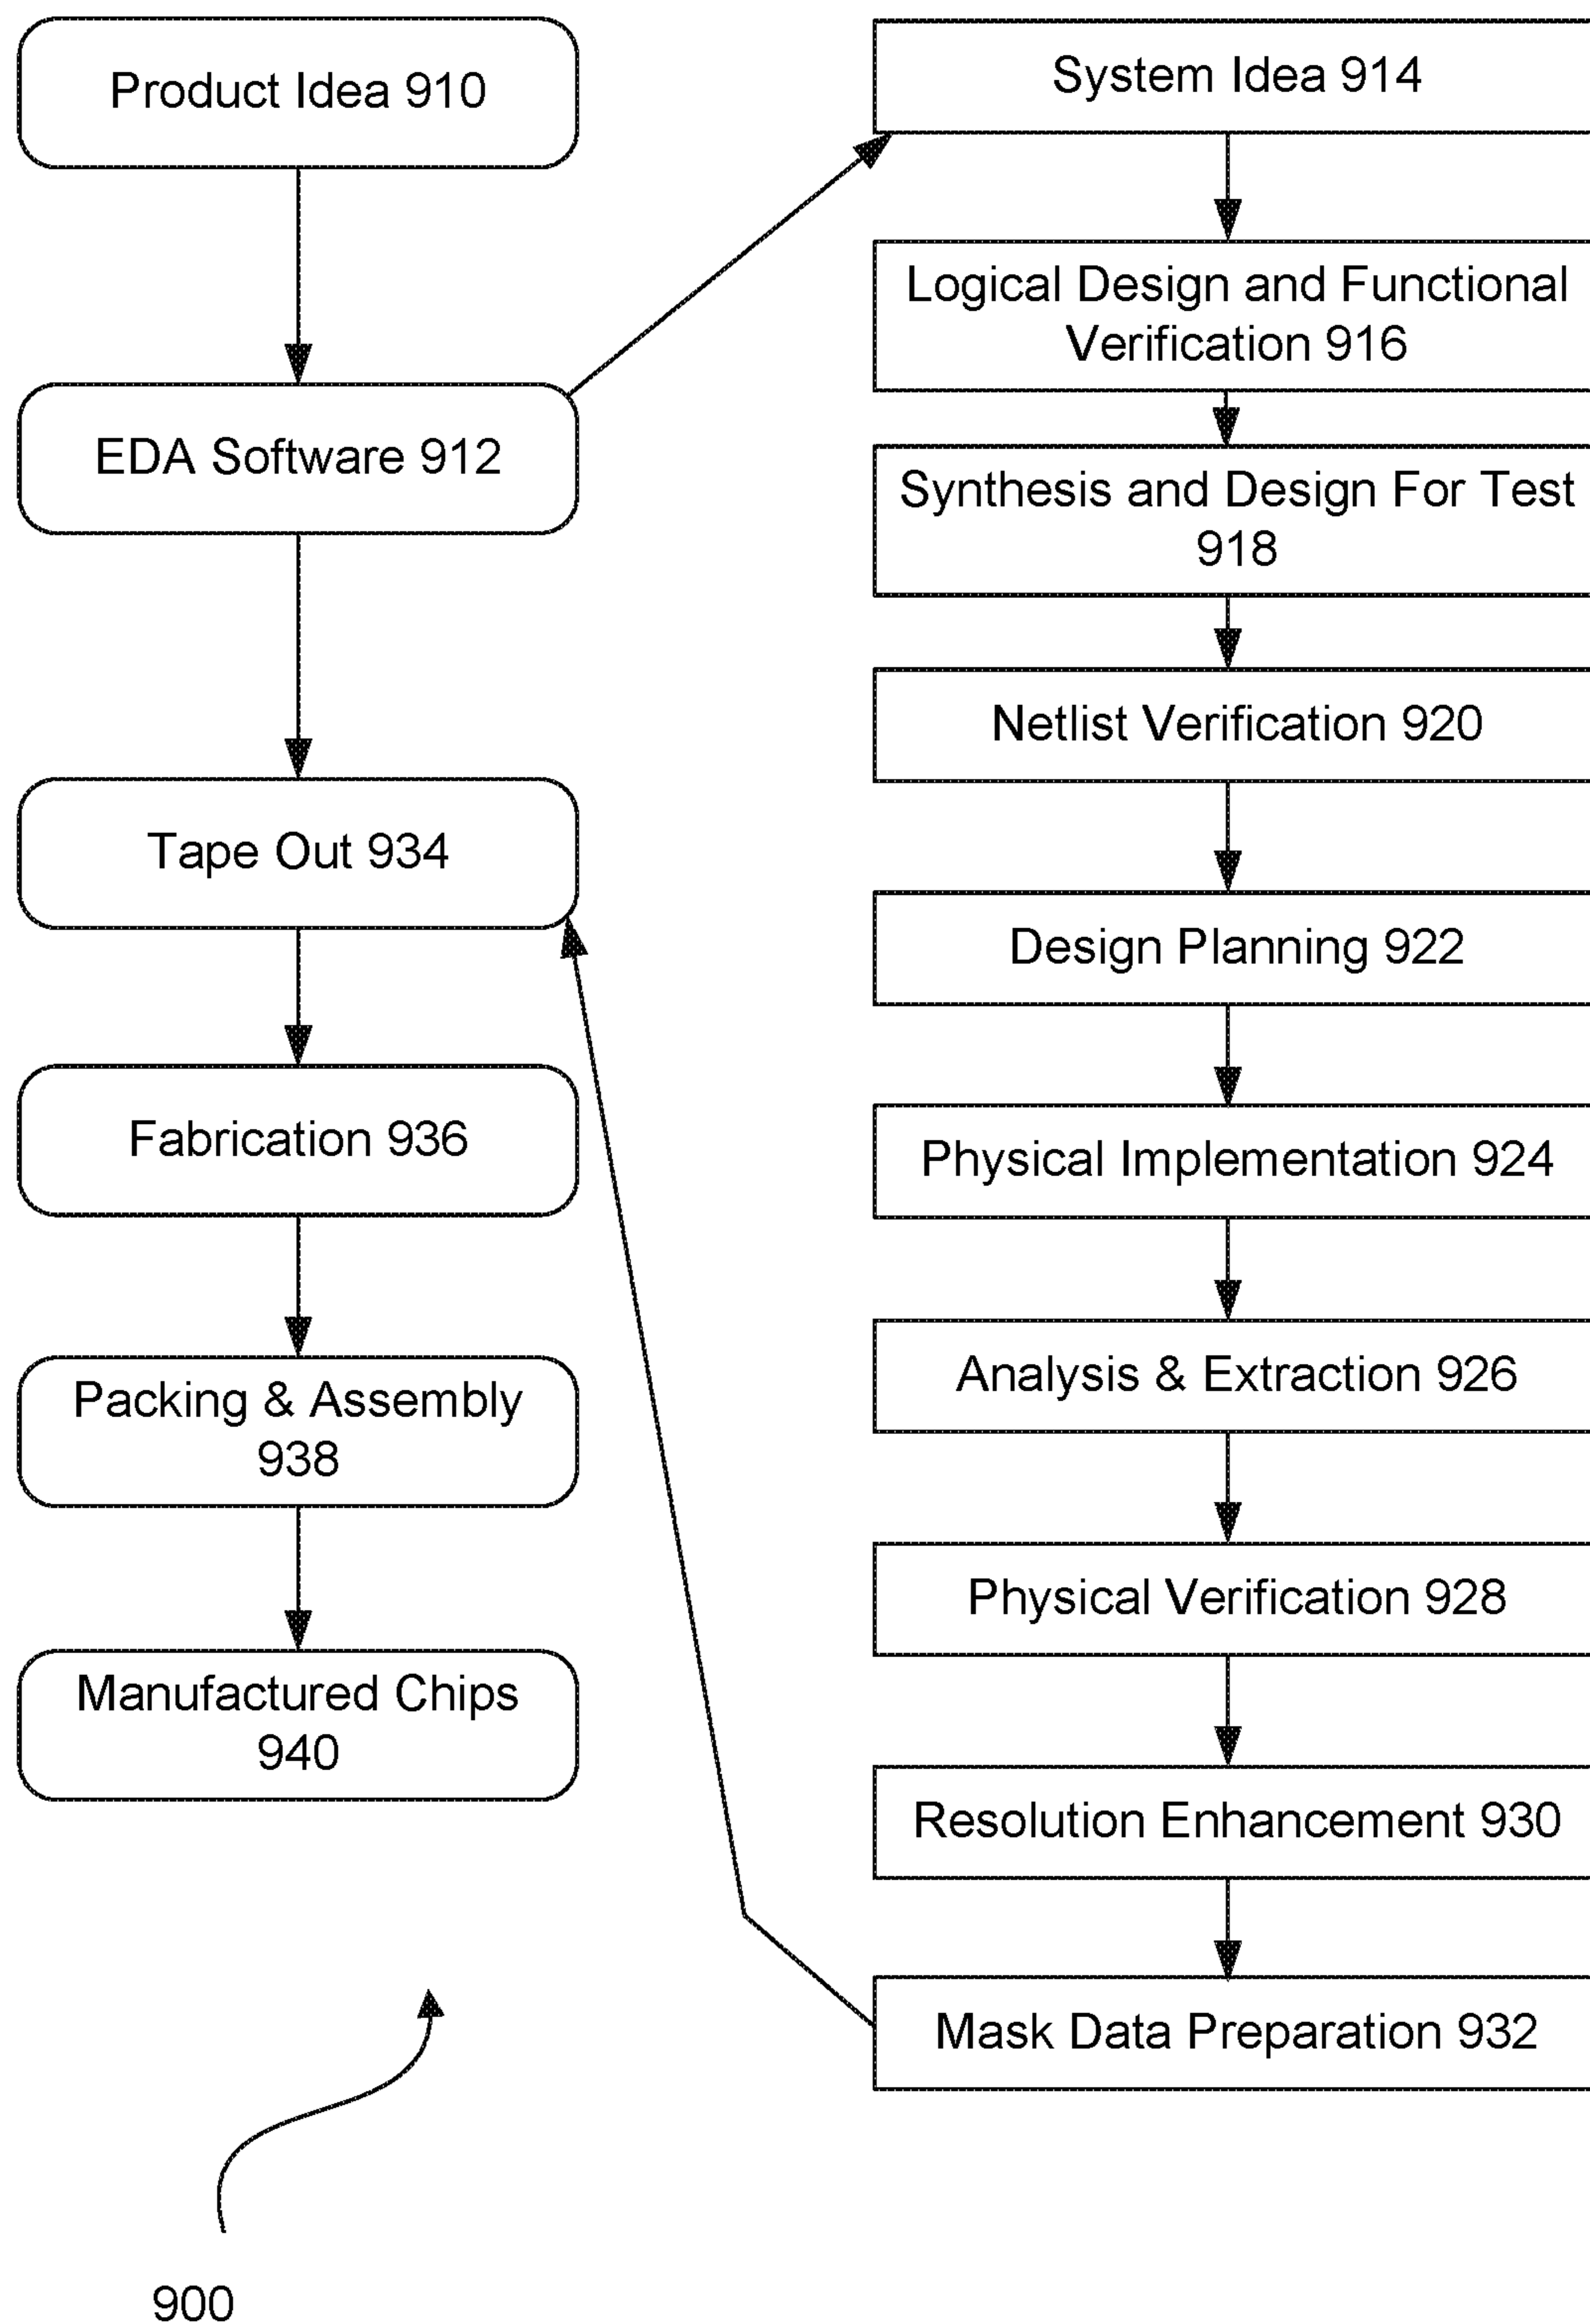 Product Idea 910
EDA Software 912
Tape Out 934
Fabrication 936
Packing & Assembly
938
Manufactured Chips
940
System Idea 914
Logical Design and Functional
Verification 916
Synthesis and Design For Test
918
Netlist Verification 920
Design Planning 922
Physical Implementation 924
Analysis & Extraction 926
Physical Verification 928
Resolution Enhancement 930
Mask Data Preparation 932
900